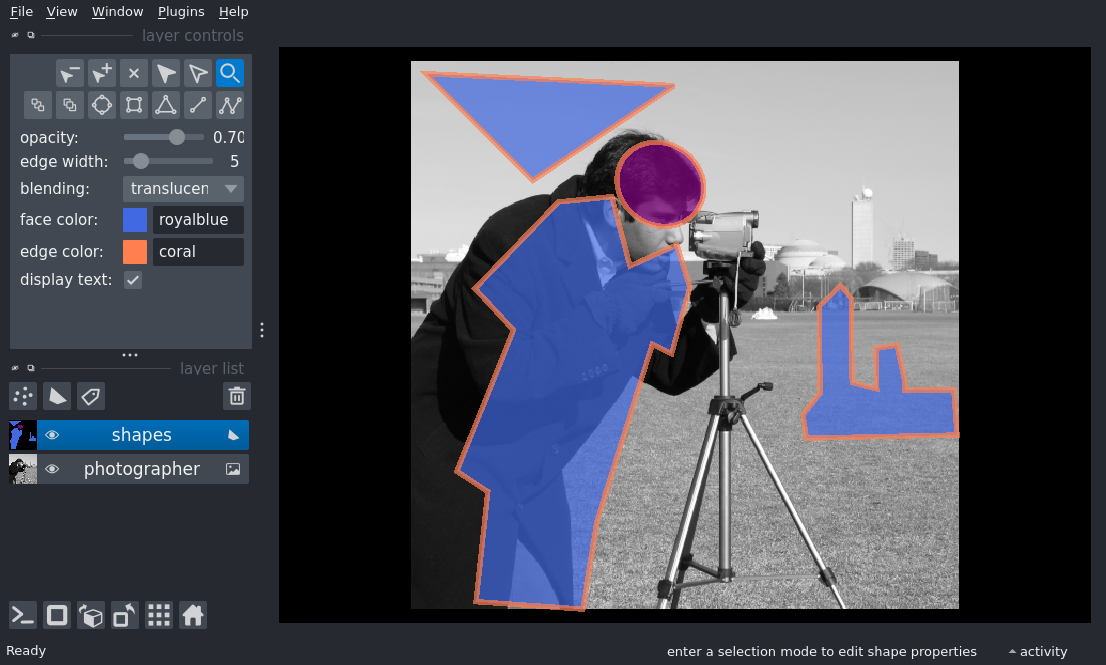 File View Window Plugins Help
layer controls
opacity: 0.70
edge width: 5
blending: translucen
face color: royalblue
edge color: coral
display text:
layer list
shapes
photographer
Ready
enter a selection mode to edit shape properties
activity